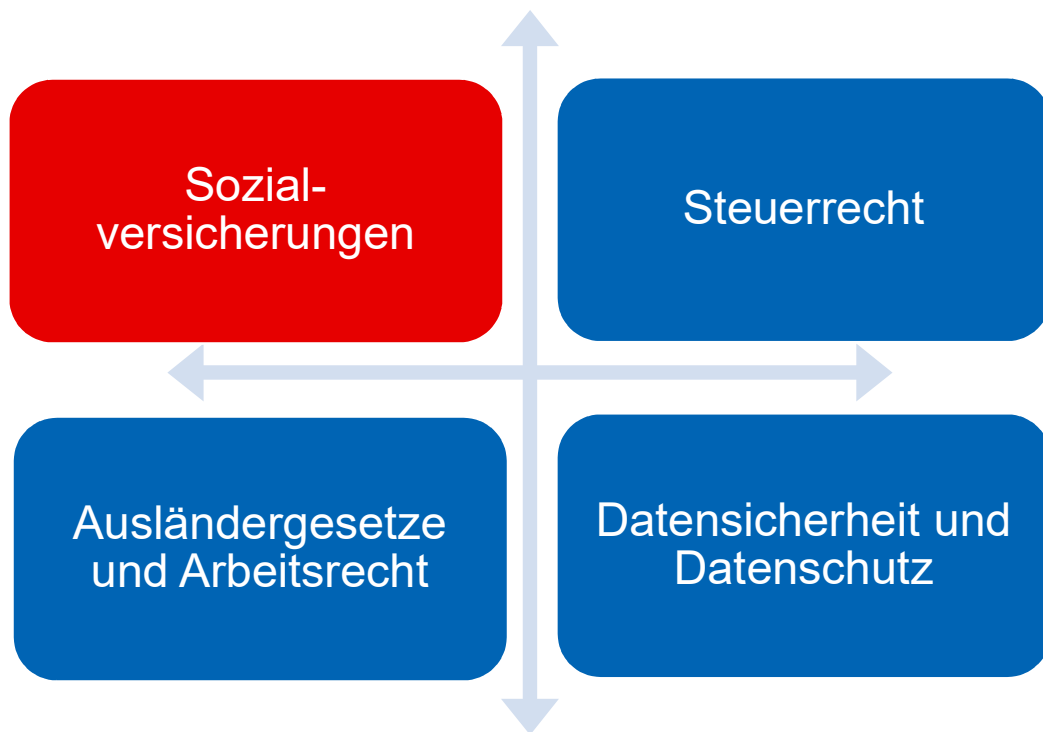 Sozial-
versicherungen
Steuerrecht
Ausländergesetze
und Arbeitsrecht
Datensicherheit und
Datenschutz